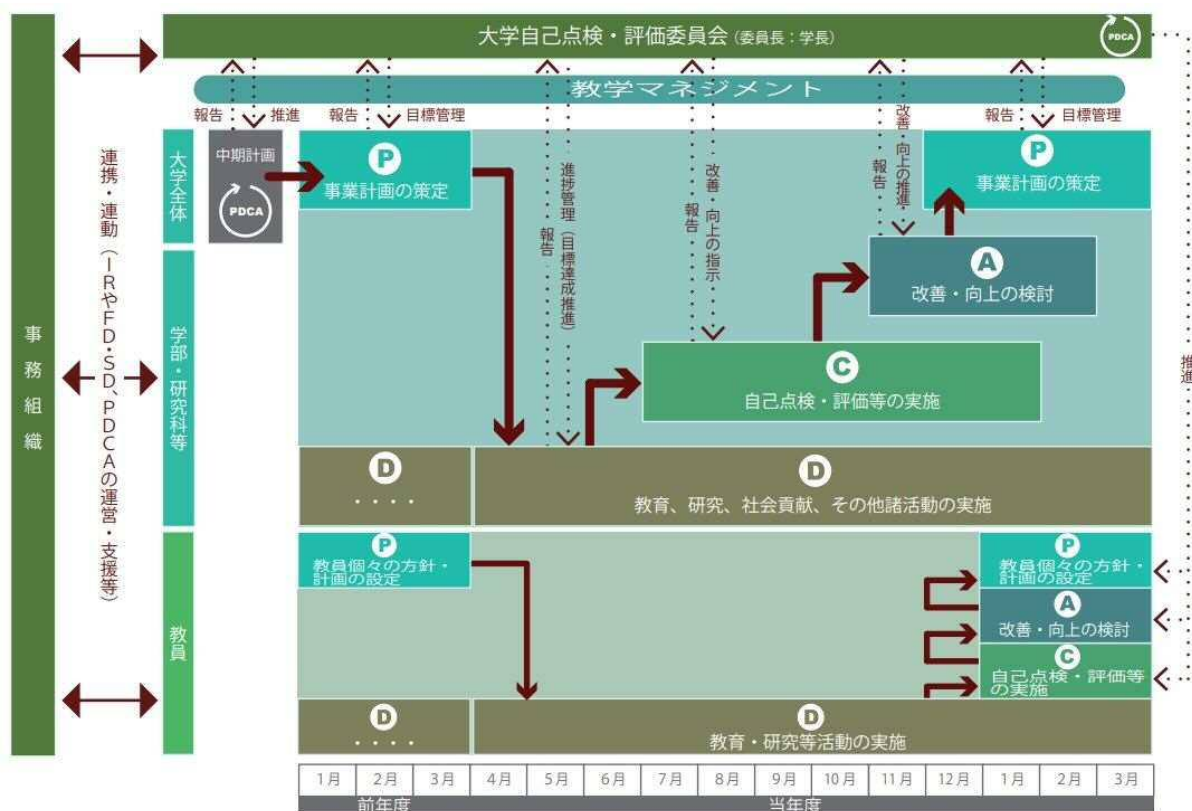 大学自己点検・評価委員会（委員長：学長）
PDCA
教学マネジメント
報告
推進
報告
目標管理
報告
進捗管理（目標達成推進）
報告
改善・向上の指示
報告
改善・向上の推進
報告
目標管理
事務組織
連携・連動（IRやFD・SD、PDCAの運営・支援等）
大学全体
中期計画
PDCA
P
事業計画の策定
P
事業計画の策定
A
改善・向上の検討
学部・研究科等
C
自己点検・評価等の実施
推進
D
・・・・
D
教育、研究、社会貢献、その他諸活動の実施
教員
P
教員個々の方針・
計画の設定
P
教員個々の方針・
計画の設定
A
改善・向上の検討
C
自己点検・評価等
の実施
D
・・・・
D
教育・研究等活動の実施
1月 2月 3月 4月 5月 6月 7月 8月 9月 10月 11月 12月 1月 2月 3月
前年度 当年度